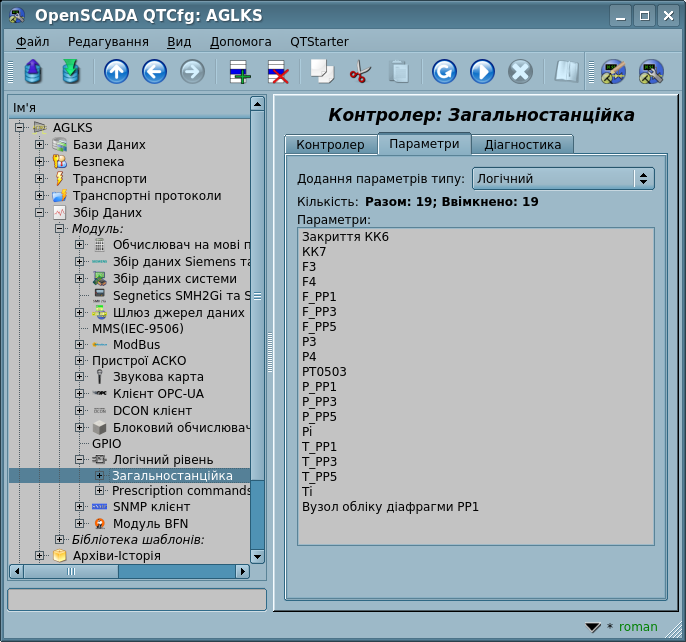 OpenSCADA QTCfg: AGLKS
Файл Редагування Вид Допомога QTStarter
Ім'я
AGLKS
Бази Даних
Безпека
Транспорти
Транспортні протоколи
Збір Даних
Модуль:
Обчислювач на мові п
Збір даних Siemens та
Збір даних системи
Segnetics SMH2Gi та S
Шлюз джерел даних
MMS(IEC-9506)
ModBus
Пристрої АСКО
Звукова карта
Клієнт OPC-UA
DCON клієнт
Блоковий обчислювач
GPIO
Логічний рівень
Загальностанційка
Prescription commands
SNMP клієнт
Модуль BFN
Бібліотека шаблонів:
Архіви-Історія
Контролер: Загальностанційка
Контролер Параметри Діагностика
Додання параметрів типу: Логічний
Кількість: Разом: 19; Ввімкнено: 19
Параметри:
Закриття КК6
КК7
F3
F4
F_PP1
F_PP3
F_PP5
P3
P4
PT0503
P_PP1
P_PP3
P_PP5
Pi
T_PP1
T_PP3
T_PP5
Ti
Вузол обліку діафрагми PP1
* roman